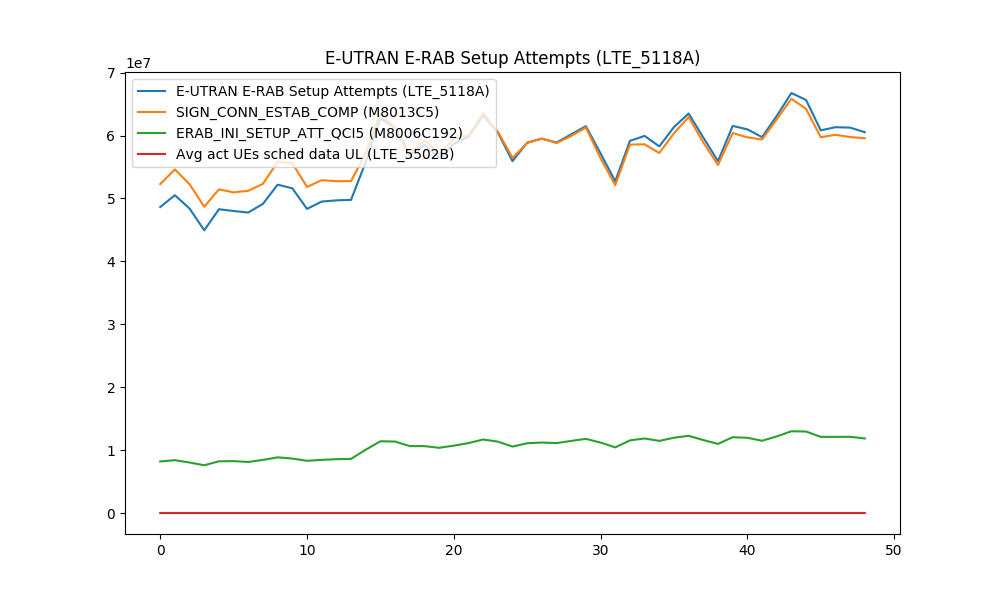 E-UTRAN E-RAB Setup Attempts (LTE_5118A)
1e7
E-UTRAN E-RAB Setup Attempts (LTE_5118A)
SIGN_CONN_ESTAB_COMP (M8013C5)
ERAB_INI_SETUP_ATT_QCI5 (M8006C192)
Avg act UEs sched data UL (LTE_5502B)
7
6
5
4
3
2
1
0
0 10 20 30 40 50